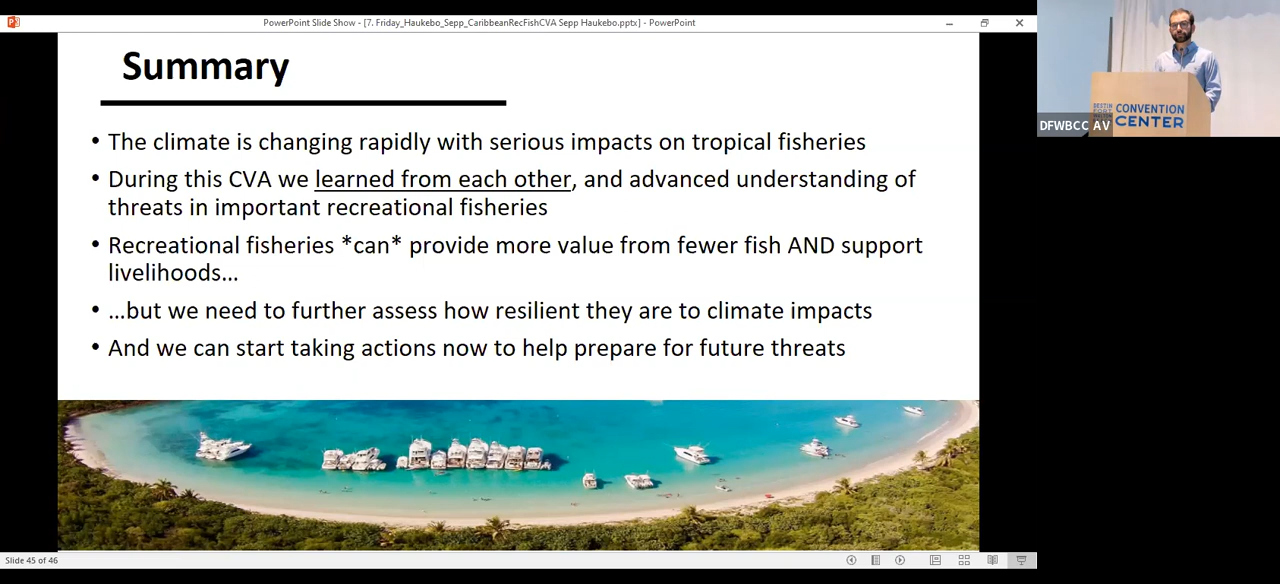 PowerPoint Slide Show - [7. Friday_Haukebo_Sepp_CaribbeanRecFishCVA Sepp Haukebo.pptx] - PowerPoint
Summary
• The climate is changing rapidly with serious impacts on tropical fisheries
• During this CVA we learned from each other, and advanced understanding of
threats in important recreational fisheries
• Recreational fisheries *can* provide more value from fewer fish AND support
livelihoods…
• …but we need to further assess how resilient they are to climate impacts
• And we can start taking actions now to help prepare for future threats
DESTIN
FORT
WALTON
CONVENTION
CENTER
DFWBCC AV
Slide 45 of 46